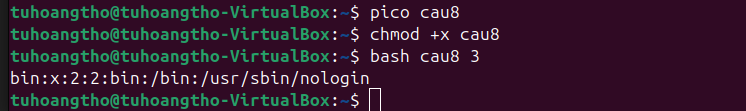 tuhoangtho@tuhoangtho-VirtualBox:~$ pico cau8
tuhoangtho@tuhoangtho-VirtualBox:~$ chmod +x cau8
tuhoangtho@tuhoangtho-VirtualBox:~$ bash cau8 3
bin:x:2:2:bin:/bin:/usr/sbin/nologin
tuhoangtho@tuhoangtho-VirtualBox:~$